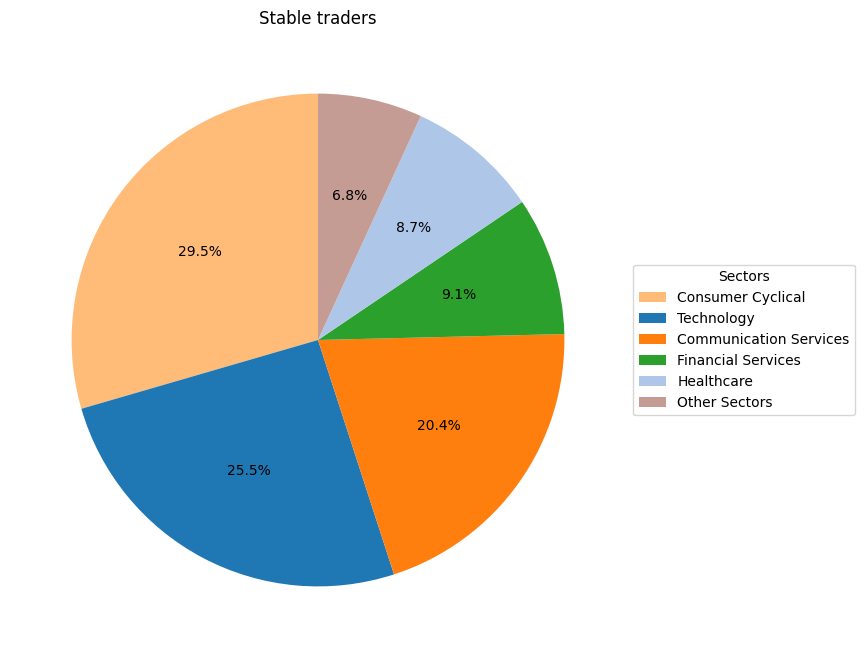 Stable traders
6.8%
8.7%
29.5%
9.1%
20.4%
25.5%
Sectors
Consumer Cyclical
Technology
Communication Services
Financial Services
Healthcare
Other Sectors